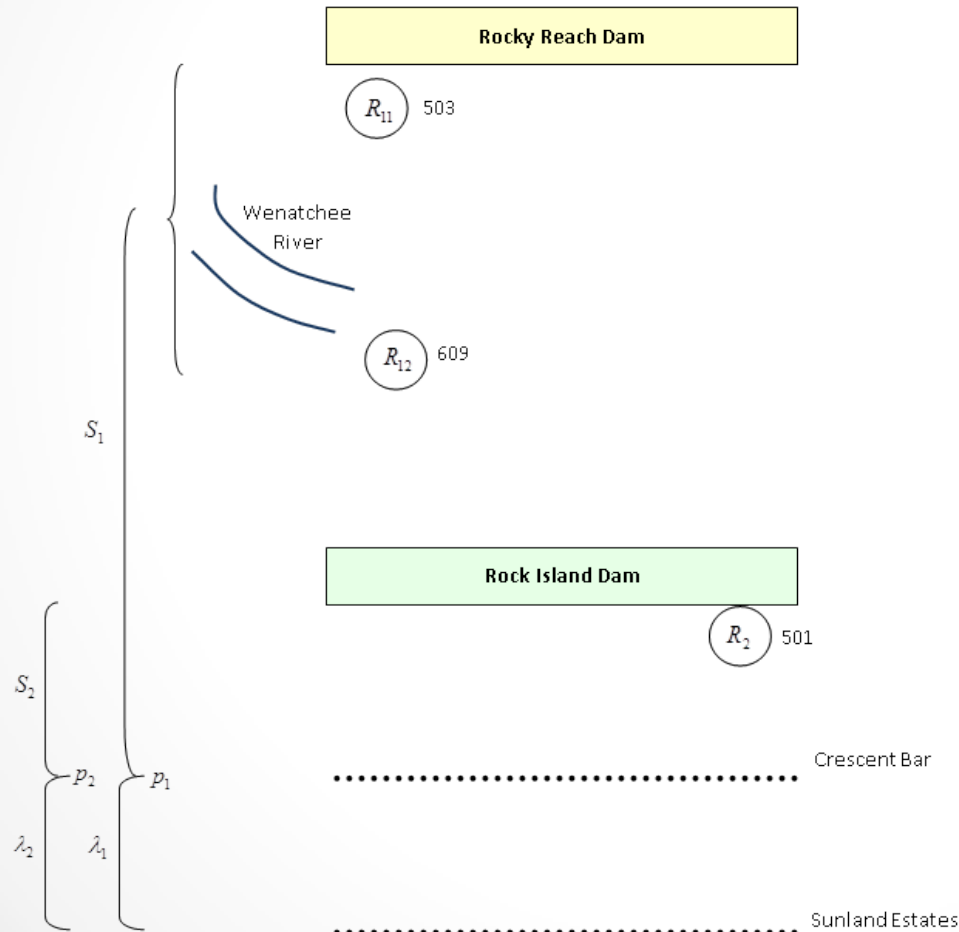 Rocky Reach Dam
R₁₁ 503
Wenatchee
River
R₁₂ 609
S₁
Rock Island Dam
R₂ 501
S₂
Crescent Bar
p₂ p₁
λ₂ λ₁
Sunland Estates